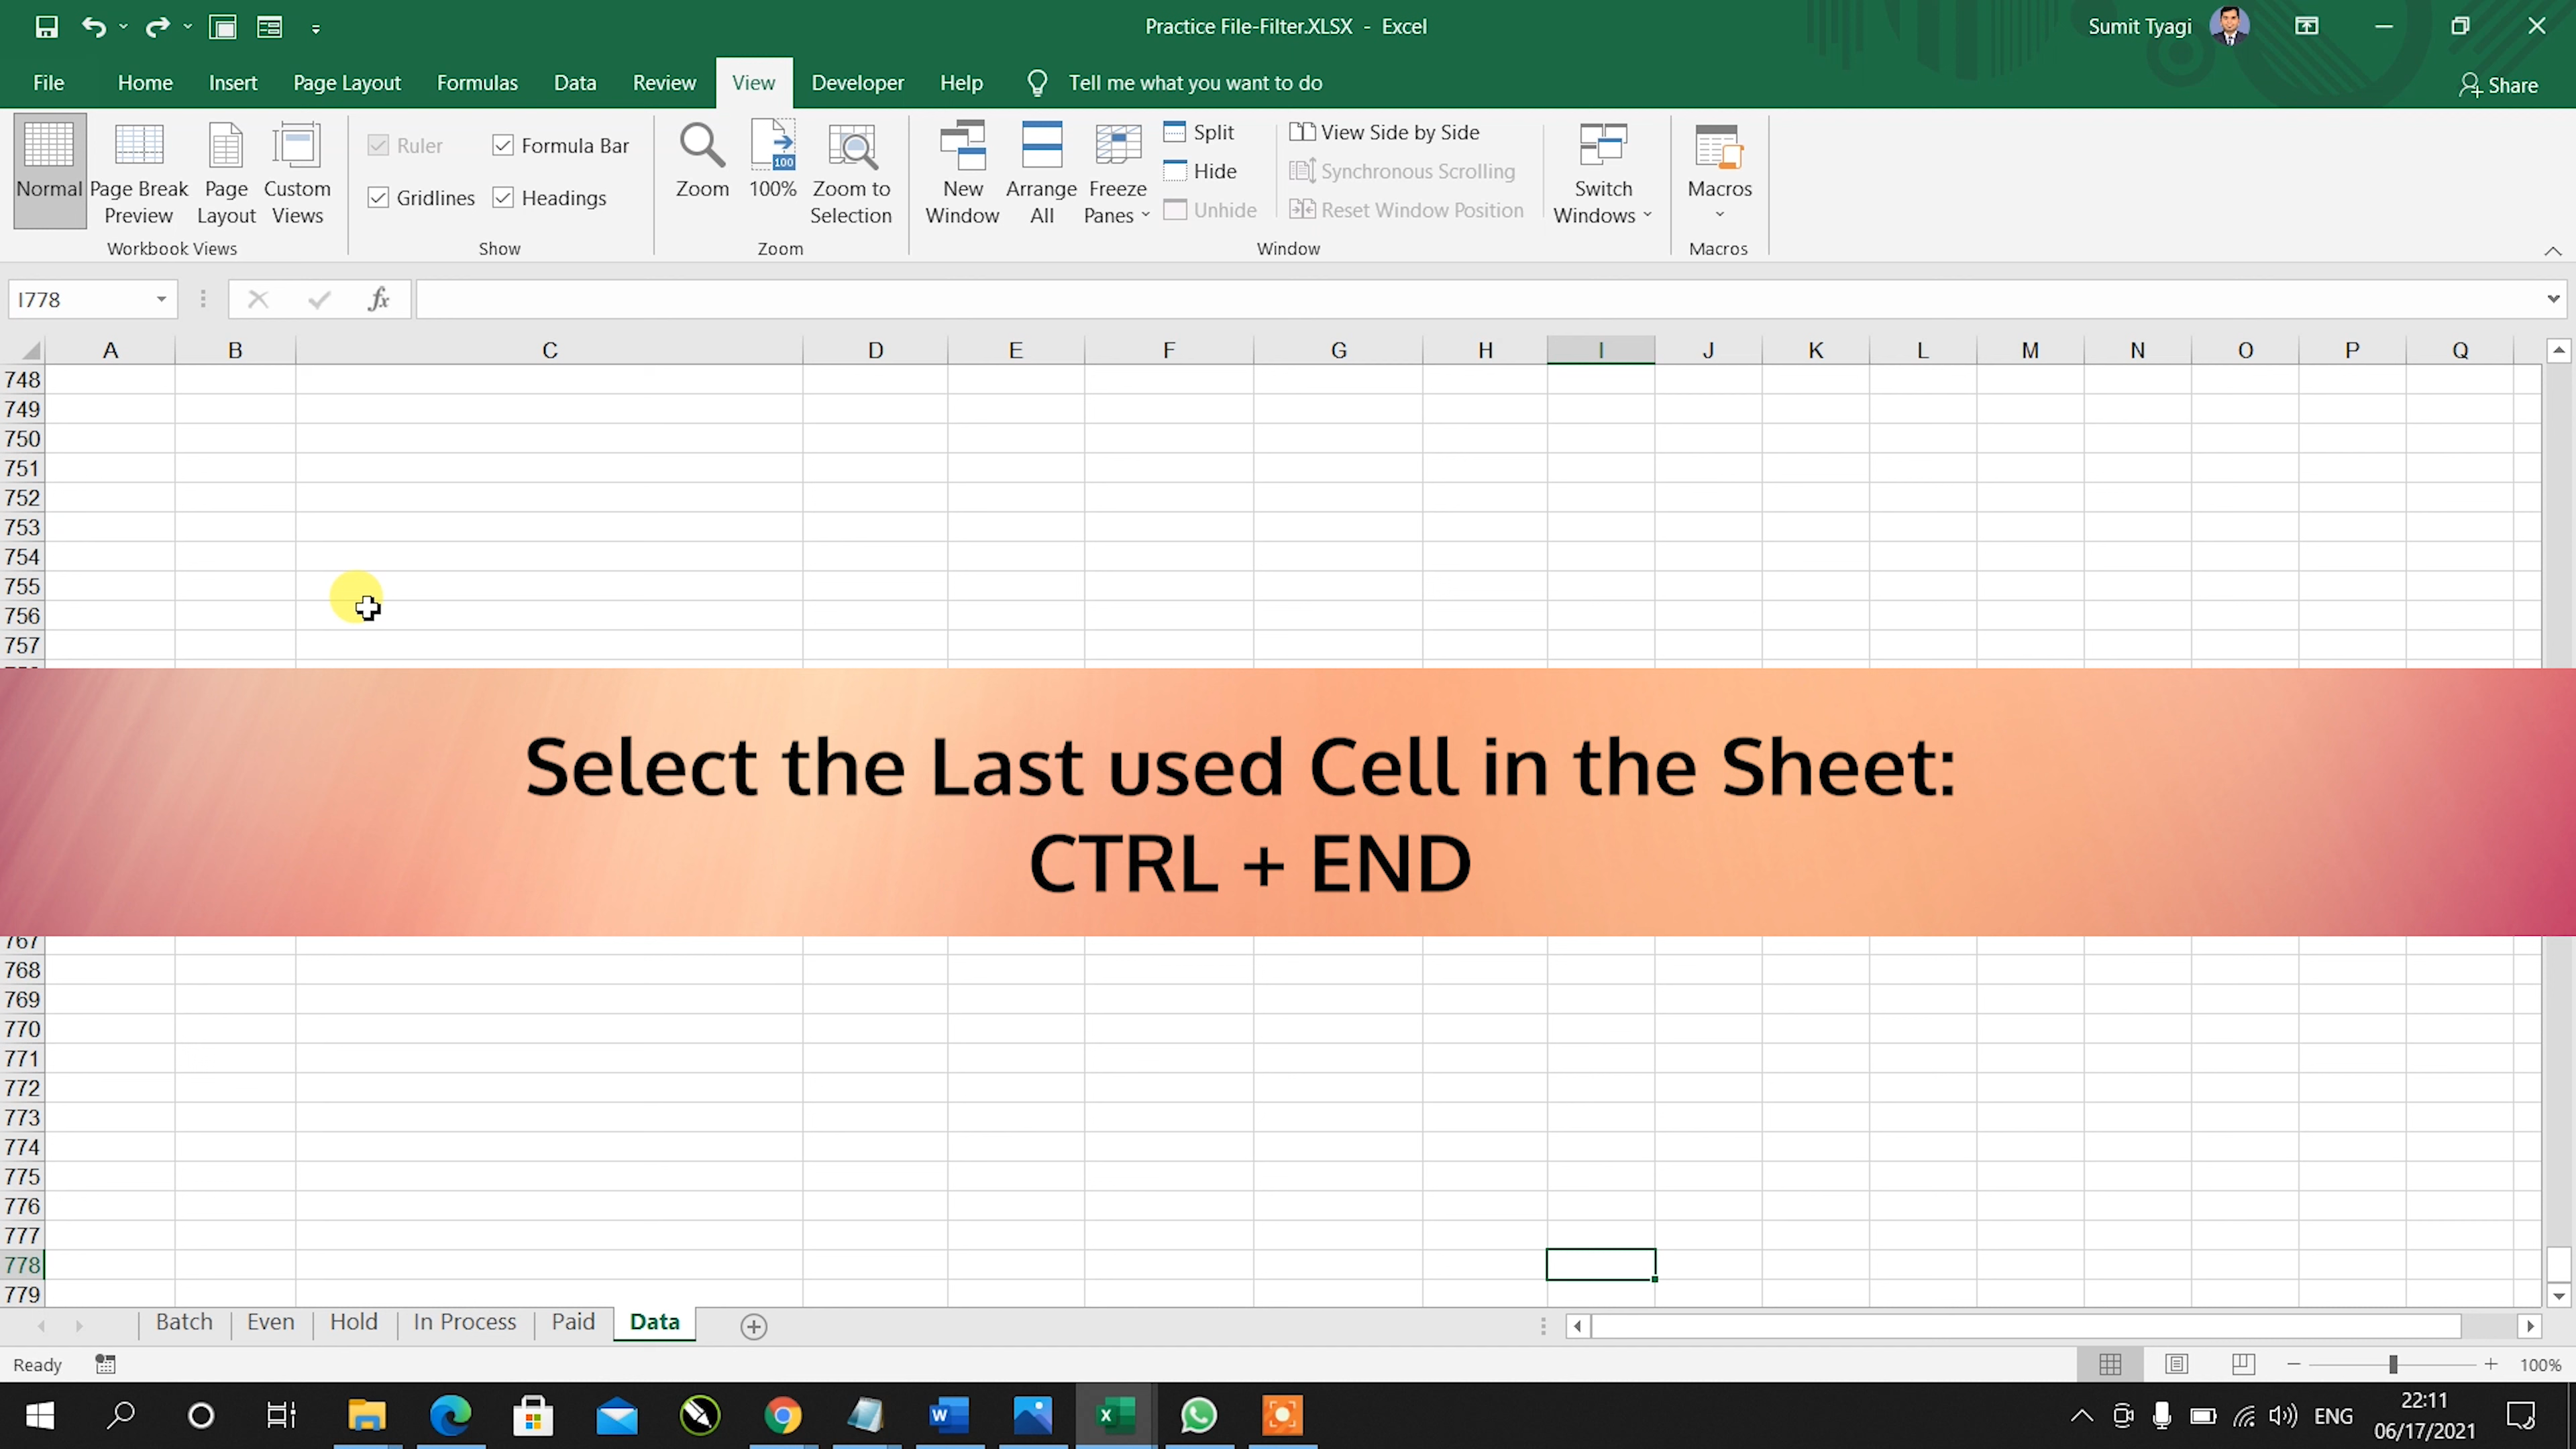 Practice File-Filter.XLSX - Excel
Sumit Tyagi
File Home Insert Page Layout Formulas Data Review View Developer Help Tell me what you want to do
Share
Normal Page Break Preview Page Layout Custom Views
Workbook Views
Ruler Formula Bar
Gridlines Headings
Show
Zoom 100% Zoom to Selection
100
Zoom
New Window Arrange All Freeze Panes
Split
Hide
Unhide
View Side by Side
Synchronous Scrolling
Reset Window Position
Switch Windows
Window
Macros
Macros
I778 fx
A B C D E F G H I J K L M N O P Q
748
749
750
751
752
753
754
755
756
757
Select the Last used Cell in the Sheet:
CTRL + END
767
768
769
770
771
772
773
774
775
776
777
778
779
Batch Even Hold In Process Paid Data
Ready
100%
ENG
22:11
06/17/2021